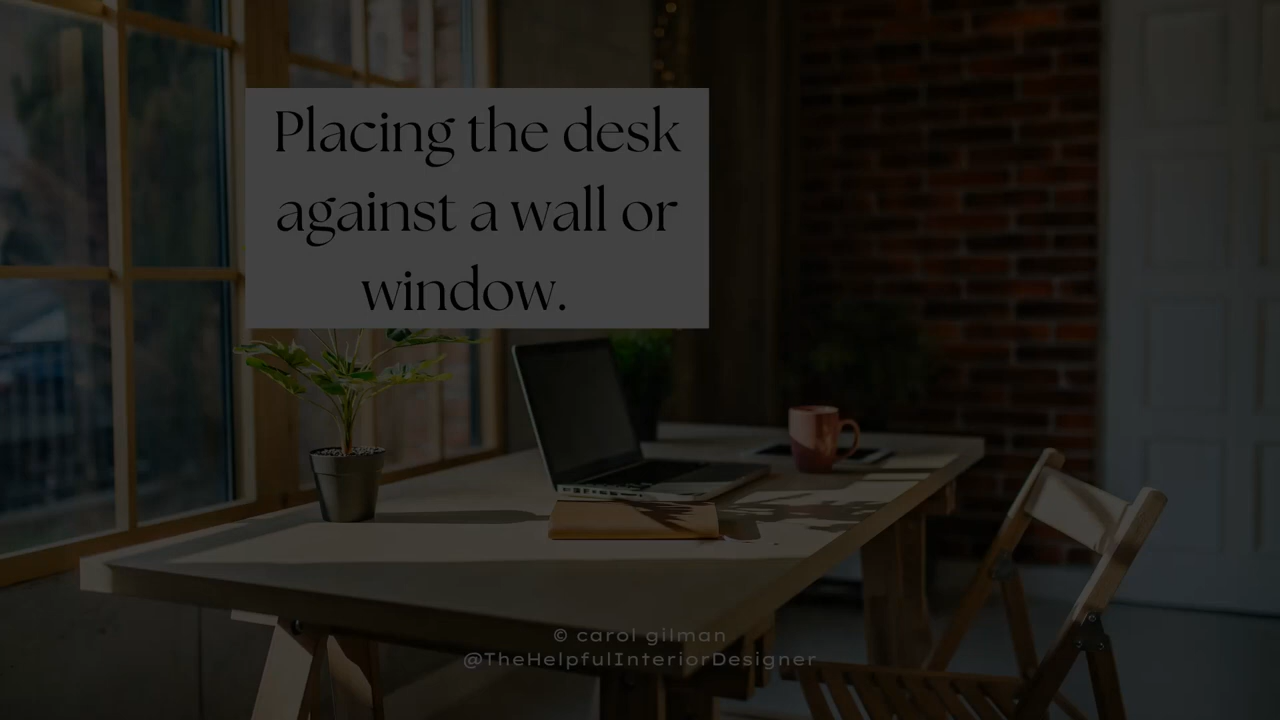 Placing the desk
against a wall or
window.
© carol gilman
@TheHelpfulInteriorDesigner